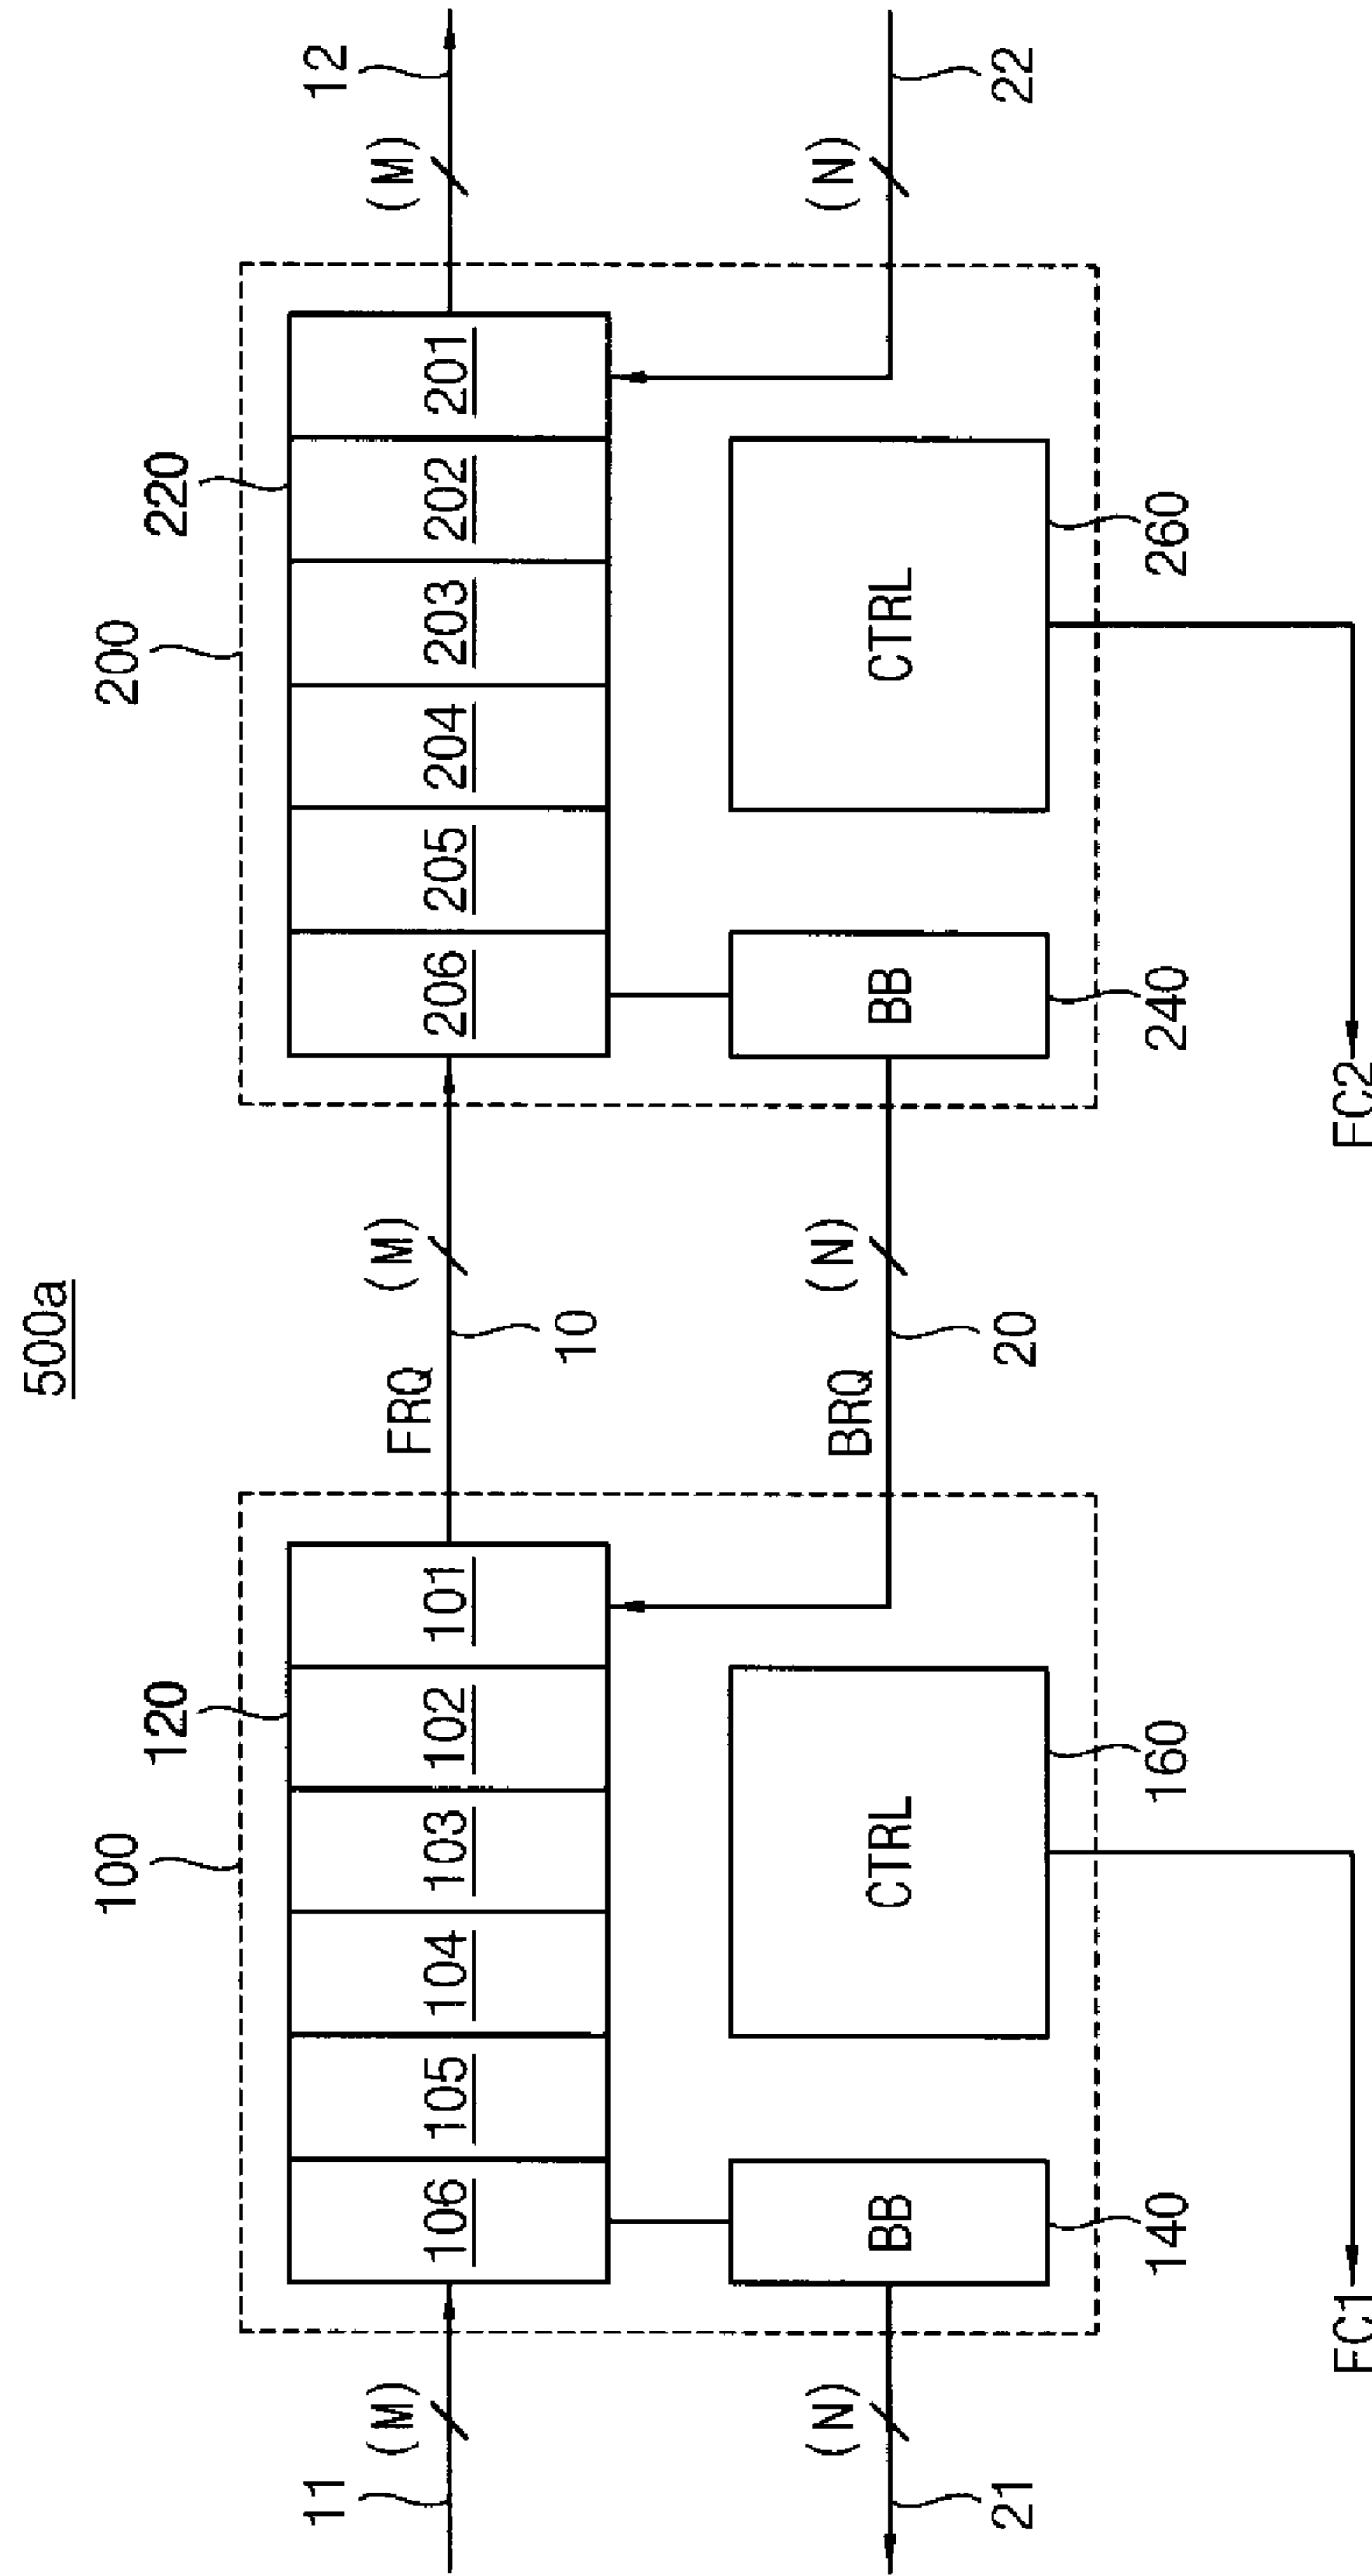 500a
100
200
120
220
106 105 104 103 102 101
206 205 204 203 202 201
11
(M)
FRQ
(M)
10
(M)
12
BB
CTRL
BB
CTRL
21
(N)
BRQ
(N)
20
(N)
22
140
160
240
260
FC1
FC2